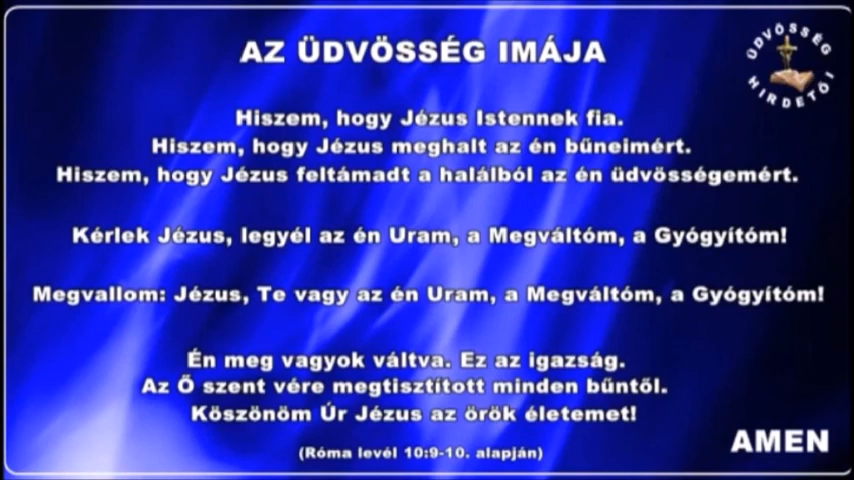 AZ ÜDVÖSSÉG IMÁJA
ÜDVÖSSÉG
HIRDETŐI
Hiszem, hogy Jézus Istennek fia.
Hiszem, hogy Jézus meghalt az én bűneimért.
Hiszem, hogy Jézus feltámadt a halálból az én üdvösségemért.
Kérlek Jézus, legyél az én Uram, a Megváltóm, a Gyógyítóm!
Megvallom: Jézus, Te vagy az én Uram, a Megváltóm, a Gyógyítóm!
Én meg vagyok váltva. Ez az igazság.
Az Ő szent vére megtisztított minden bűntől.
Köszönöm Úr Jézus az örök életemet!
(Róma levél 10:9-10. alapján)
AMEN